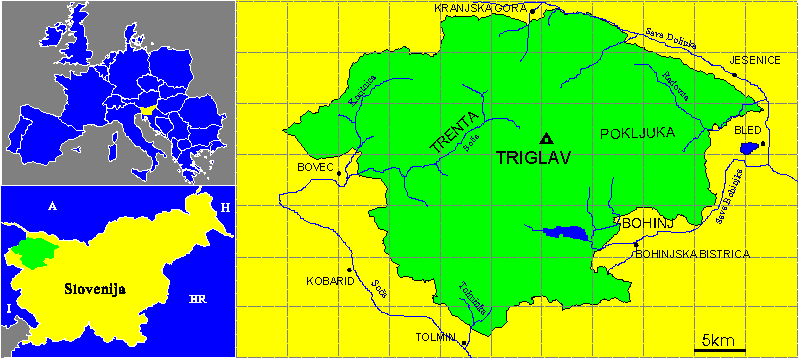 A
H
Slovenija
HR
I
KRANJSKA GORA
Sava Dolinka
JESENICE
Koritnica
Radovna
TRENTA
Soča
POKLJUKA
BLED
TRIGLAV
BOVEC
Sava Bohinjka
BOHINJ
BOHINJSKA BISTRICA
KOBARID
Soča
Tolminka
TOLMIN
5km